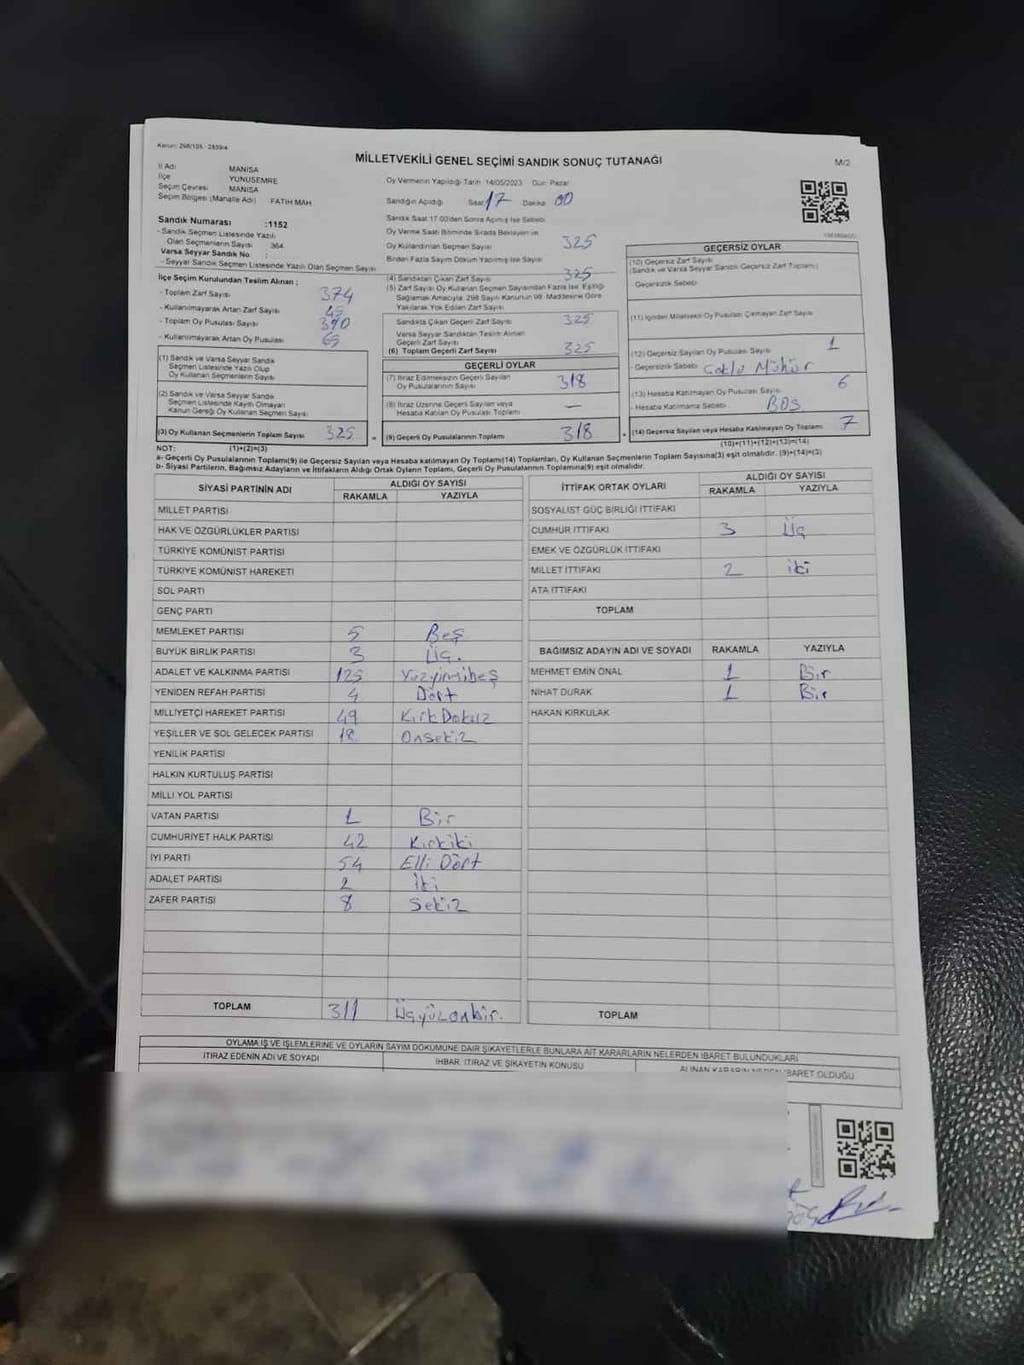 Kanun: 298/105 - 2839/4
MİLLETVEKİLİ GENEL SEÇİMİ SANDIK SONUÇ TUTANAĞI
M/2
İl Adı MANİSA
İlçe YUNUSEMRE
Seçim Çevresi MANİSA
Seçim Bölgesi (Mahalle Adı) FATİH MAH
Sandık Numarası :1152
- Sandık Seçmen Listesinde Yazılı
Olan Seçmenlerin Sayısı 364
Varsa Seyyar Sandık No :
- Seyyar Sandık Seçmen Listesinde Yazılı Olan Seçmen Sayısı
İlçe Seçim Kurulundan Teslim Alınan ;
- Toplam Zarf Sayısı 374
- Kullanılmayarak Artan Zarf Sayısı
- Toplam Oy Pusulası Sayısı
- Kullanılmayarak Artan Oy Pusulası 65
(1) Sandık ve Varsa Seyyar Sandık
Seçmen Listesinde Yazılı Olup
Oy Kullanan Seçmenlerin Sayısı
(2) Sandık ve Varsa Seyyar Sandık
Seçmen Listesinde Kayıtlı Olmayan
Kanun Gereği Oy Kullanan Seçmen Sayısı
(3) Oy Kullanan Seçmenlerin Toplam Sayısı 325
Oy Vermenin Yapıldığı Tarih 14/05/2023 Gün: Pazar
Sandığın Açıldığı Saat 17 Dakika 00
Sandık Saat 17.00'den Sonra Açılmış İse Sebebi
Oy Verme Saati Bitiminde Sırada Bekleyen ve
Oy Kullandırılan Seçmen Sayısı 325
Birden Fazla Sayım Döküm Yapılmış İse Sayısı
(4) Sandıktan Çıkan Zarf Sayısı 325
(5) Zarf Sayısı Oy Kullanan Seçmen Sayısından Fazla İse, Eşitliği
Sağlamak Amacıyla, 298 Sayılı Kanunun 98. Maddesine Göre
Yakılarak Yok Edilen Zarf Sayısı
Sandıkta Çıkan Geçerli Zarf Sayısı 325
Varsa Seyyar Sandıktan Teslim Alınan
Geçerli Zarf Sayısı
(6) Toplam Geçerli Zarf Sayısı 325
GEÇERLİ OYLAR
(7) İtiraz Edilmeksizin Geçerli Sayılan
Oy Pusulalarının Sayısı 318
(8) İtiraz Üzerine Geçerli Sayılan veya
Hesaba Katılan Oy Pusulası Toplamı —
= (9) Geçerli Oy Pusulalarının Toplamı 318
GEÇERSİZ OYLAR
(10) Geçersiz Zarf Sayısı
(Sandık ve Varsa Seyyar Sandık Geçersiz Zarf Toplamı)
Geçersizlik Sebebi
(11) İçinden Milletvekili Oy Pusulası Çıkmayan Zarf Sayısı
(12) Geçersiz Sayılan Oy Pusulası Sayısı 1
Geçersizlik Sebebi Çoklu Mühür
(13) Hesaba Katılmayan Oy Pusulası Sayısı 6
- Hesaba Katılmama Sebebi BOŞ
+ (14) Geçersiz Sayılan veya Hesaba Katılmayan Oy Toplamı 7
NOT: (1)+(2)=(3) (10)+(11)+(12)+(13)=(14)
a- Geçerli Oy Pusulalarının Toplamı(9) ile Geçersiz Sayılan veya Hesaba Katılmayan Oy Toplamı(14) Toplamları, Oy Kullanan Seçmenlerin Toplam Sayısına(3) eşit olmalıdır. (9)+(14)=(3)
b- Siyasi Partilerin, Bağımsız Adayların ve İttifakların Aldığı Ortak Oyların Toplamı, Geçerli Oy Pusulalarının Toplamına(9) eşit olmalıdır.
SİYASİ PARTİNİN ADI ALDIĞI OY SAYISI
RAKAMLA YAZIYLA
MİLLET PARTİSİ
HAK VE ÖZGÜRLÜKLER PARTİSİ
TÜRKİYE KOMÜNİST PARTİSİ
TÜRKİYE KOMÜNİST HAREKETİ
SOL PARTİ
GENÇ PARTİ
MEMLEKET PARTİSİ 5 Beş
BÜYÜK BİRLİK PARTİSİ 3 Üç.
ADALET VE KALKINMA PARTİSİ 125 Yüzyirmibeş
YENİDEN REFAH PARTİSİ 4 Dört
MİLLİYETÇİ HAREKET PARTİSİ 49 Kırk Dokuz
YEŞİLLER VE SOL GELECEK PARTİSİ 18 Onsekiz
YENİLİK PARTİSİ
HALKIN KURTULUŞ PARTİSİ
MİLLİ YOL PARTİSİ
VATAN PARTİSİ 1 Bir
CUMHURİYET HALK PARTİSİ 42 Kırkiki
İYİ PARTİ 54 Elli Dört
ADALET PARTİSİ 2 İki
ZAFER PARTİSİ 8 Sekiz
TOPLAM 311 Üçyüzonbir.
İTTİFAK ORTAK OYLARI ALDIĞI OY SAYISI
RAKAMLA YAZIYLA
SOSYALİST GÜÇ BİRLİĞİ İTTİFAKI
CUMHUR İTTİFAKI 3 Üç
EMEK VE ÖZGÜRLÜK İTTİFAKI
MİLLET İTTİFAKI 2 iki
ATA İTTİFAKI
TOPLAM
BAĞIMSIZ ADAYIN ADI VE SOYADI RAKAMLA YAZIYLA
MEHMET EMİN ÖNAL 1 Bir
NİHAT DURAK 1 Bir
HAKAN KIRKULAK
TOPLAM
OYLAMA İŞ VE İŞLEMLERİNE VE OYLARIN SAYIM DÖKÜMÜNE DAİR ŞİKAYETLERLE BUNLARA AİT KARARLARIN NELERDEN İBARET BULUNDUKLARI
İTİRAZ EDENİN ADI VE SOYADI İHBAR, İTİRAZ VE ŞİKAYETİN KONUSU ALINAN KARARIN NEDEN İBARET OLDUĞU